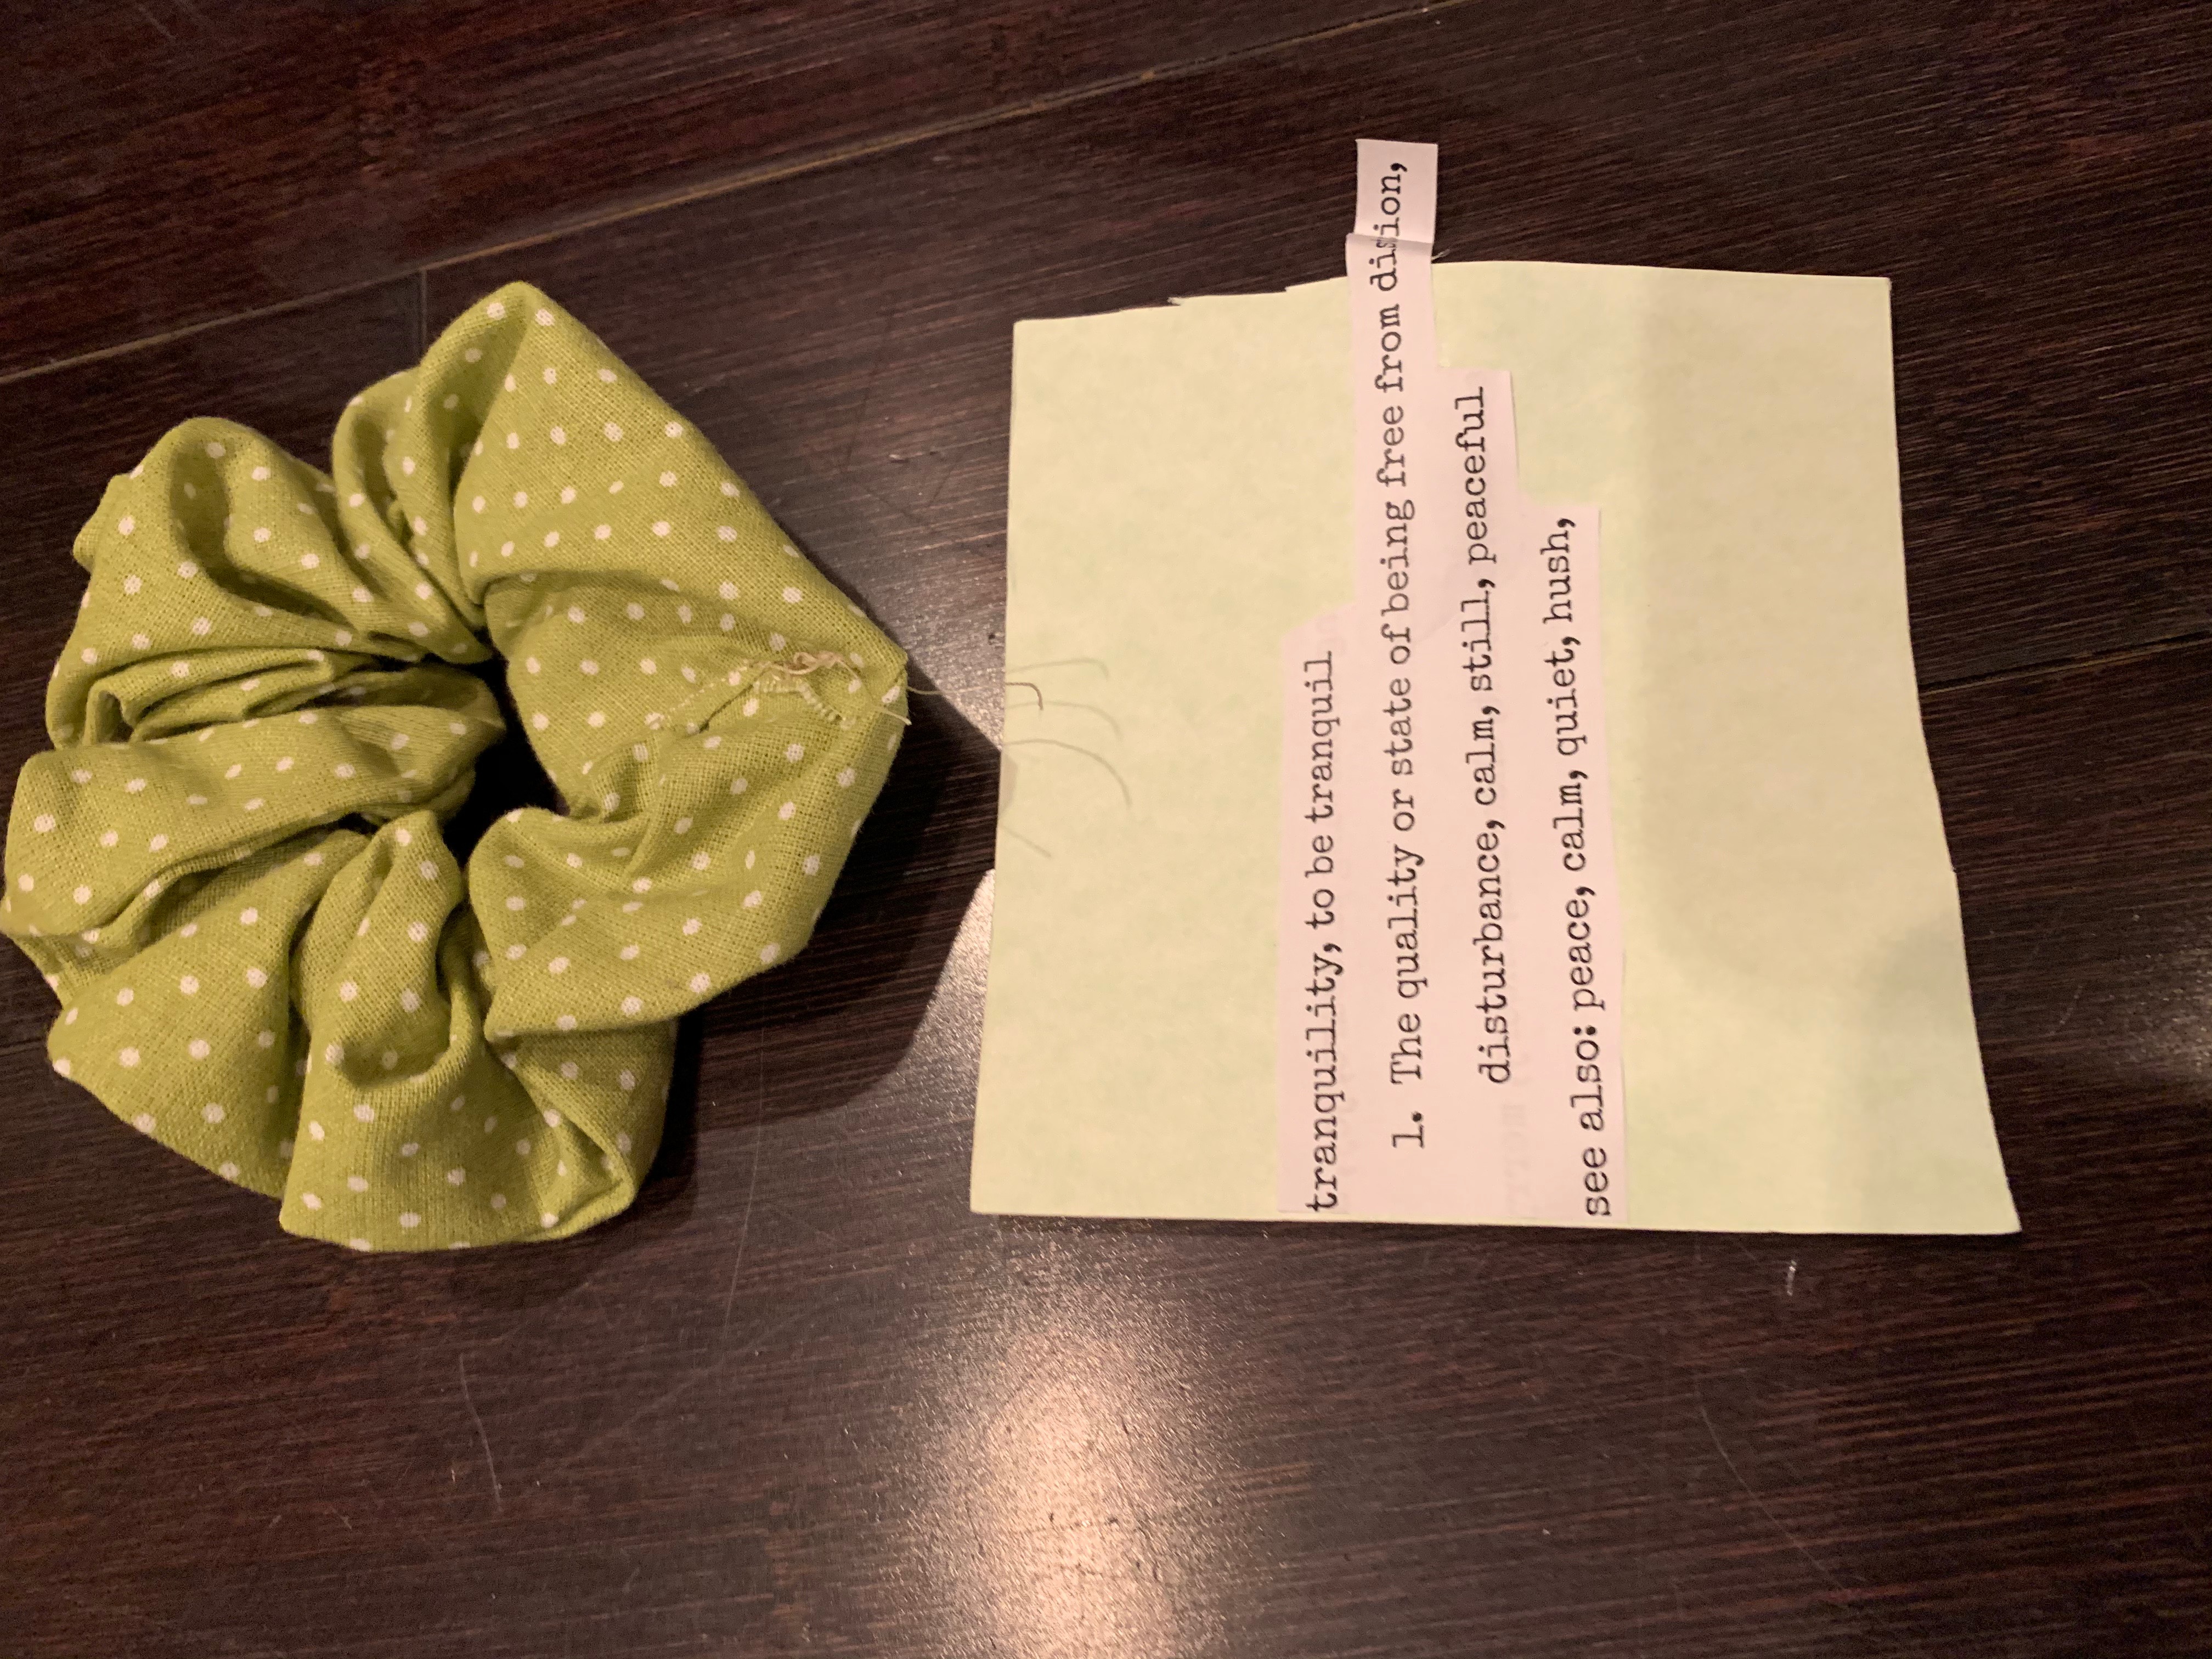 tranquility, to be tranquil
1. The quality or state of being free from dision,
disturbance, calm, still, peaceful
see also: peace, calm, quiet, hush,